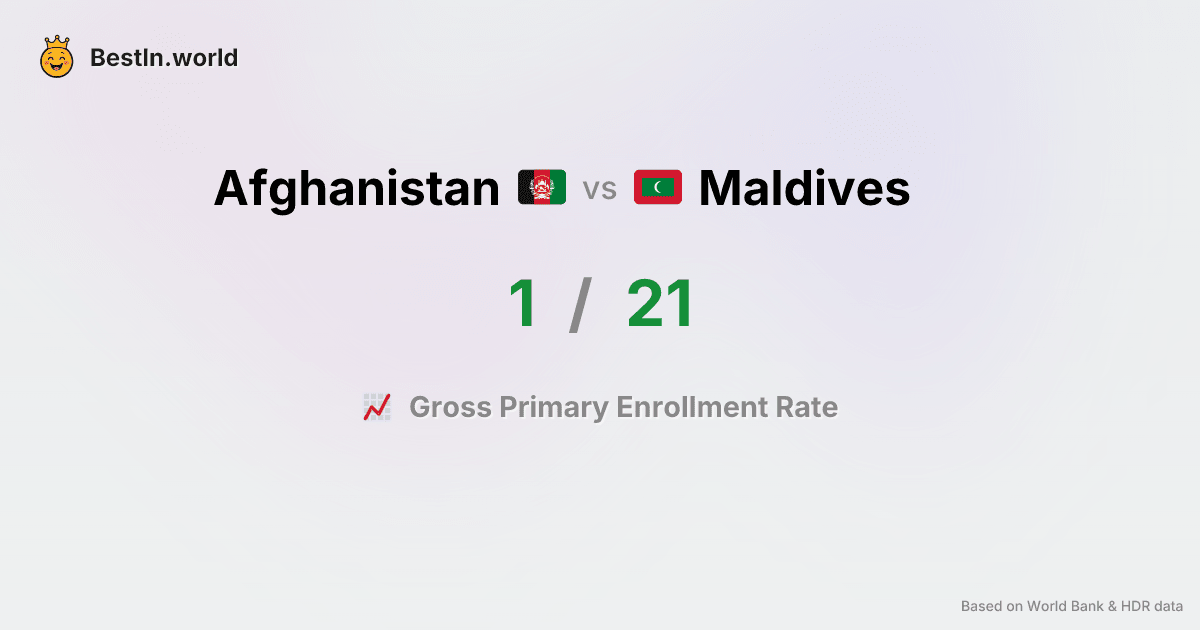 BestIn.world
Afghanistan vs Maldives
1 / 21
Gross Primary Enrollment Rate
Based on World Bank & HDR data